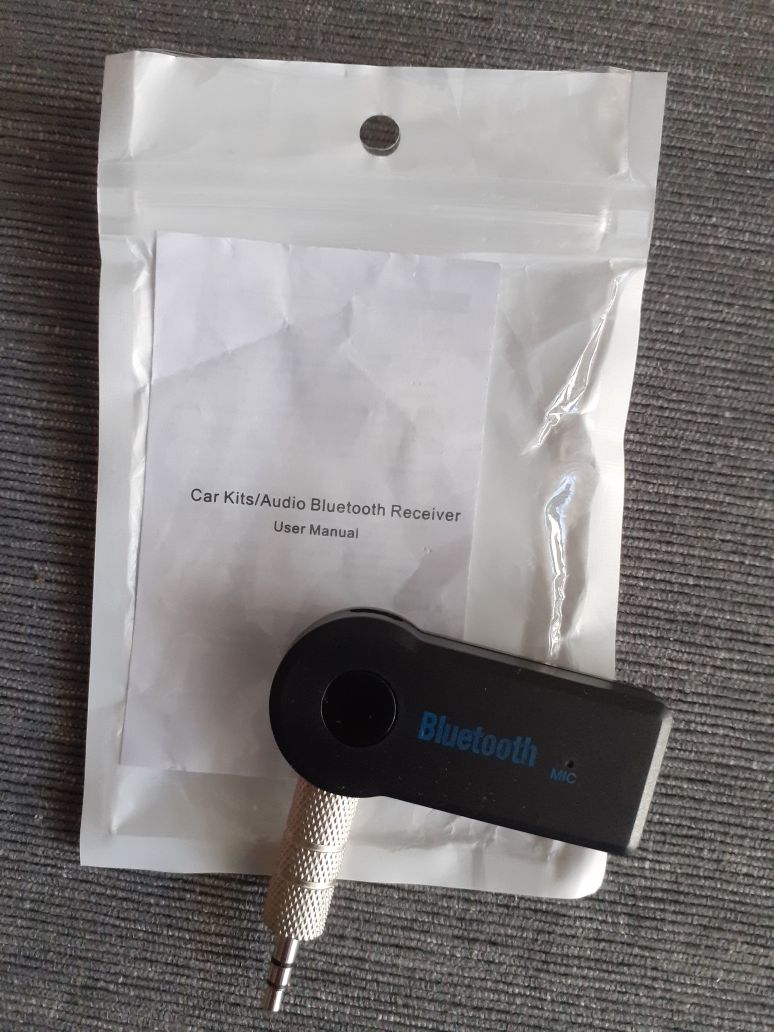 Car Kits/Audio Bluetooth Receiver
User Manual
Bluetooth
MIC